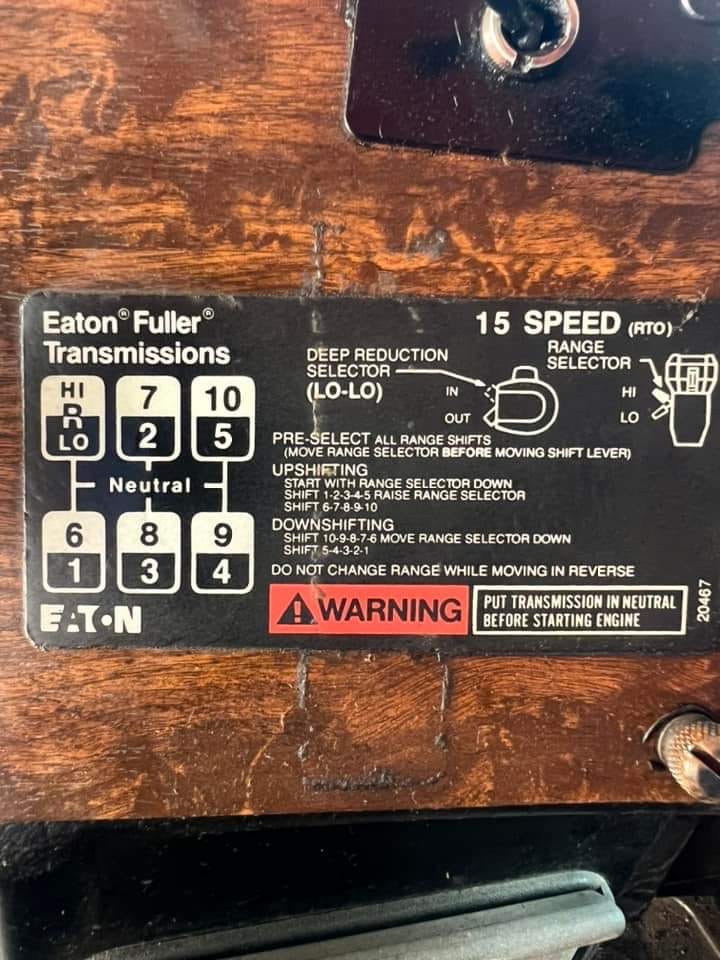 Eaton® Fuller®
Transmissions
15 SPEED (RTO)
HI
R
LO
7
2
10
5
Neutral
6
1
8
3
9
4
EATON
DEEP REDUCTION
SELECTOR
(LO-LO)
IN
OUT
RANGE
SELECTOR
HI
LO
PRE-SELECT ALL RANGE SHIFTS
(MOVE RANGE SELECTOR BEFORE MOVING SHIFT LEVER)
UPSHIFTING
START WITH RANGE SELECTOR DOWN
SHIFT 1-2-3-4-5 RAISE RANGE SELECTOR
SHIFT 6-7-8-9-10
DOWNSHIFTING
SHIFT 10-9-8-7-6 MOVE RANGE SELECTOR DOWN
SHIFT 5-4-3-2-1
DO NOT CHANGE RANGE WHILE MOVING IN REVERSE
WARNING
PUT TRANSMISSION IN NEUTRAL
BEFORE STARTING ENGINE
20467